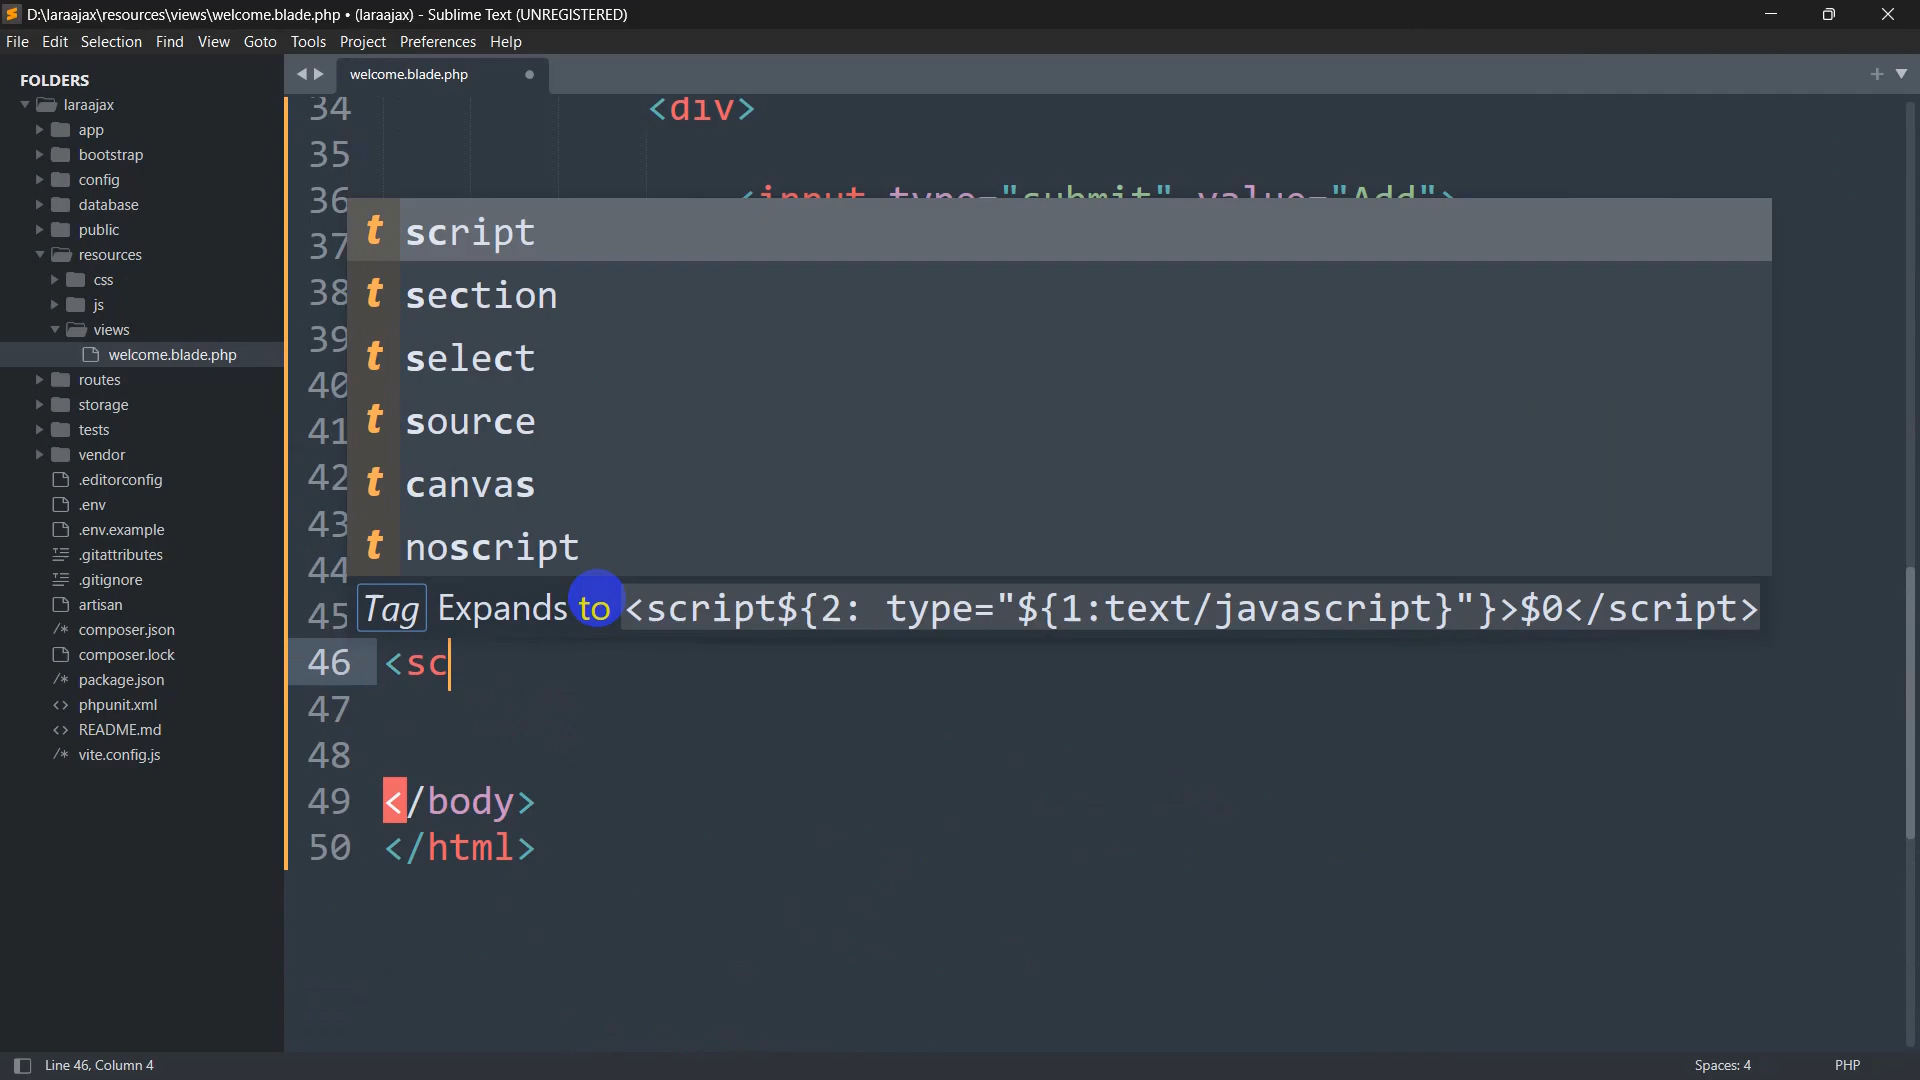 D:\laraajax\resources\views\welcome.blade.php • (laraajax) - Sublime Text (UNREGISTERED)
File Edit Selection Find View Goto Tools Project Preferences Help
FOLDERS
laraajax
app
bootstrap
config
database
public
resources
css
js
views
welcome.blade.php
routes
storage
tests
vendor
.editorconfig
.env
.env.example
.gitattributes
.gitignore
artisan
composer.json
composer.lock
package.json
phpunit.xml
README.md
vite.config.js
welcome.blade.php
34 <div>
35
36 <input type="submit" value="Add">
37 script
38 section
39 select
40
41 source
42 canvas
43
44 noscript
45 Tag Expands to <script${2: type="${1:text/javascript}"}>$0</script>
46 <sc
47
48
49 </body>
50 </html>
Line 46, Column 4
Spaces: 4
PHP